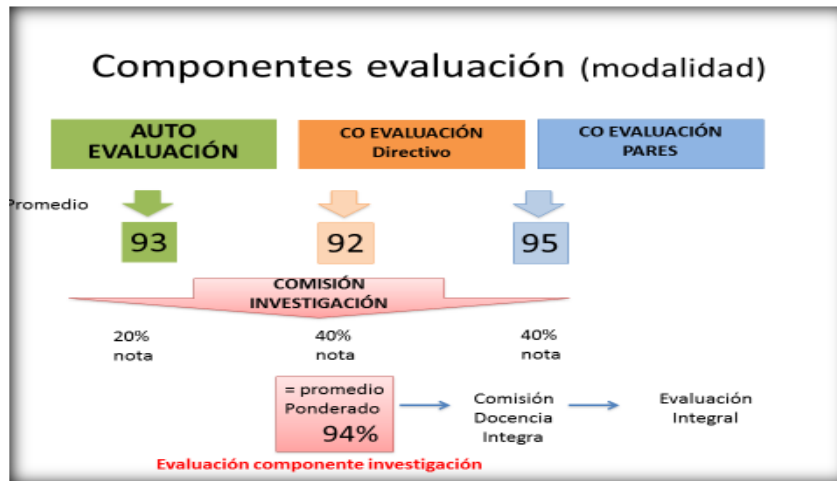 Componentes evaluación (modalidad)
AUTO
EVALUACIÓN
CO EVALUACIÓN
Directivo
CO EVALUACIÓN
PARES
Promedio
93
92
95
COMISIÓN
INVESTIGACIÓN
20%
nota
40%
nota
40%
nota
= promedio
Ponderado
94%
Comisión
Docencia
Integra
Evaluación
Integral
Evaluación componente investigación